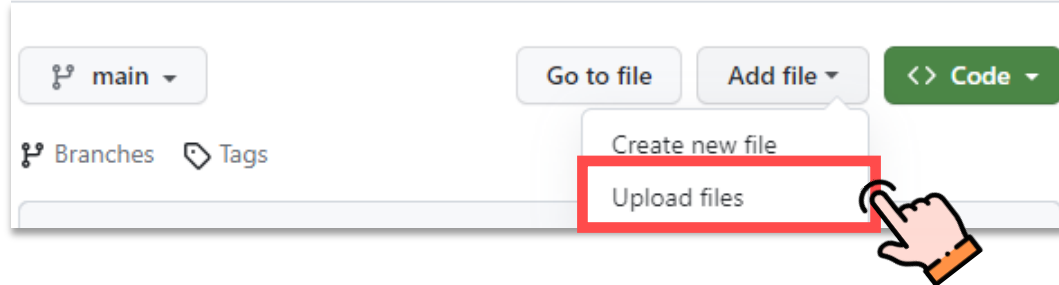 main
Go to file
Add file
<> Code
Branches
Tags
Create new file
Upload files